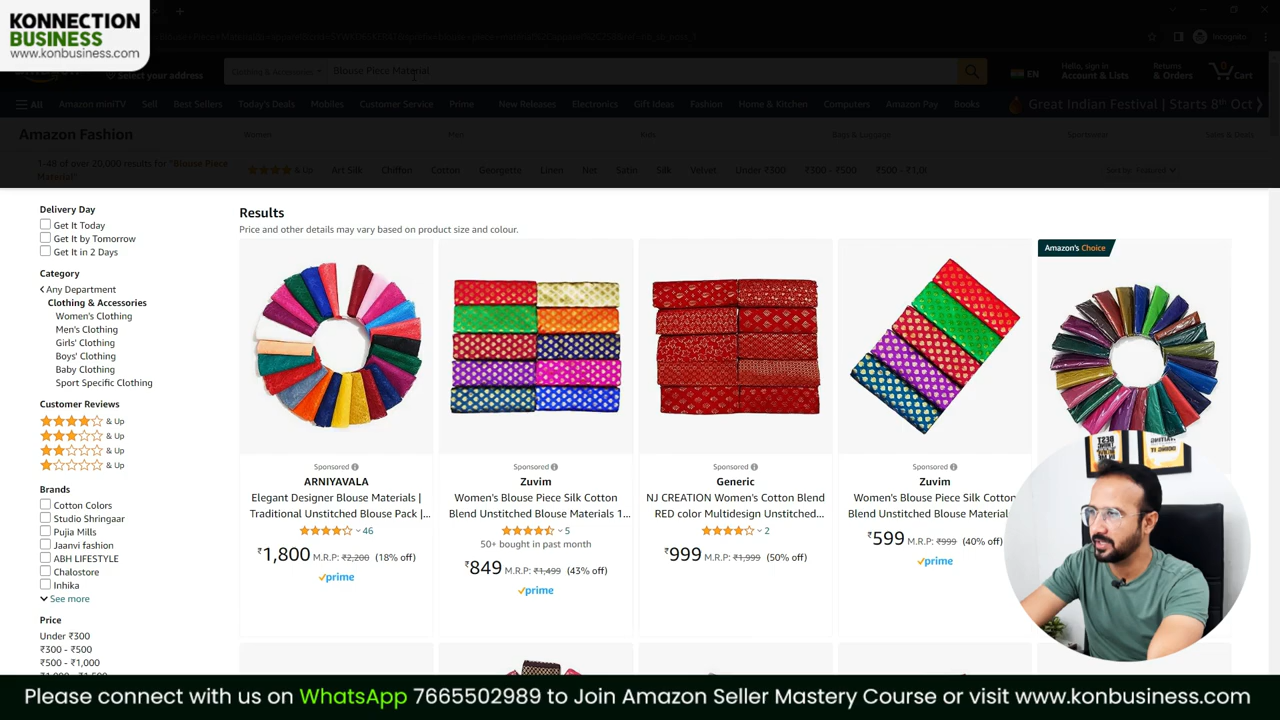 KONNECTION
BUSINESS
www.konbusiness.com
Select your address
Clothing & Accessories
Blouse Piece Material
EN
Hello, sign in
Account & Lists
Returns
& Orders
0
Cart
Incognito
All
Amazon miniTV
Sell
Best Sellers
Today's Deals
Mobiles
Customer Service
Prime
New Releases
Electronics
Gift Ideas
Fashion
Home & Kitchen
Computers
Amazon Pay
Books
Great Indian Festival | Starts 8th Oct
Amazon Fashion
Women
Men
Kids
Bags & Luggage
Sportswear
Sales & Deals
1-48 of over 20,000 results for "Blouse Piece
Material"
& Up
Art Silk
Chiffon
Cotton
Georgette
Linen
Net
Satin
Silk
Velvet
Under ₹300
₹300 - ₹500
Sort by: Featured
Delivery Day
Get It Today
Get It by Tomorrow
Get It in 2 Days
Category
Any Department
Clothing & Accessories
Women's Clothing
Men's Clothing
Girls' Clothing
Boys' Clothing
Baby Clothing
Sport Specific Clothing
Customer Reviews
& Up
& Up
& Up
& Up
Brands
Cotton Colors
Studio Shringaar
Pujia Mills
Jaanvi fashion
ABH LIFESTYLE
Chalostore
Inhika
See more
Price
Under ₹300
₹300 - ₹500
₹500 - ₹1,000
Results
Price and other details may vary based on product size and colour.
Sponsored
ARNIYAVALA
Elegant Designer Blouse Materials |
Traditional Unstitched Blouse Pack |...
46
₹1,800 M.R.P: ₹2,200 (18% off)
prime
Sponsored
Zuvim
Women's Blouse Piece Silk Cotton
Blend Unstitched Blouse Materials 1...
5
50+ bought in past month
₹849 M.R.P: ₹1,499 (43% off)
prime
Sponsored
Generic
NJ CREATION Women's Cotton Blend
RED color Multidesign Unstitched...
2
₹999 M.R.P: ₹1,999 (50% off)
Sponsored
Zuvim
Women's Blouse Piece Silk Cotton
Blend Unstitched Blouse Material
₹599 M.R.P: ₹999 (40% off)
prime
Amazon's Choice
Please connect with us on WhatsApp 7665502989 to Join Amazon Seller Mastery Course or visit www.konbusiness.com